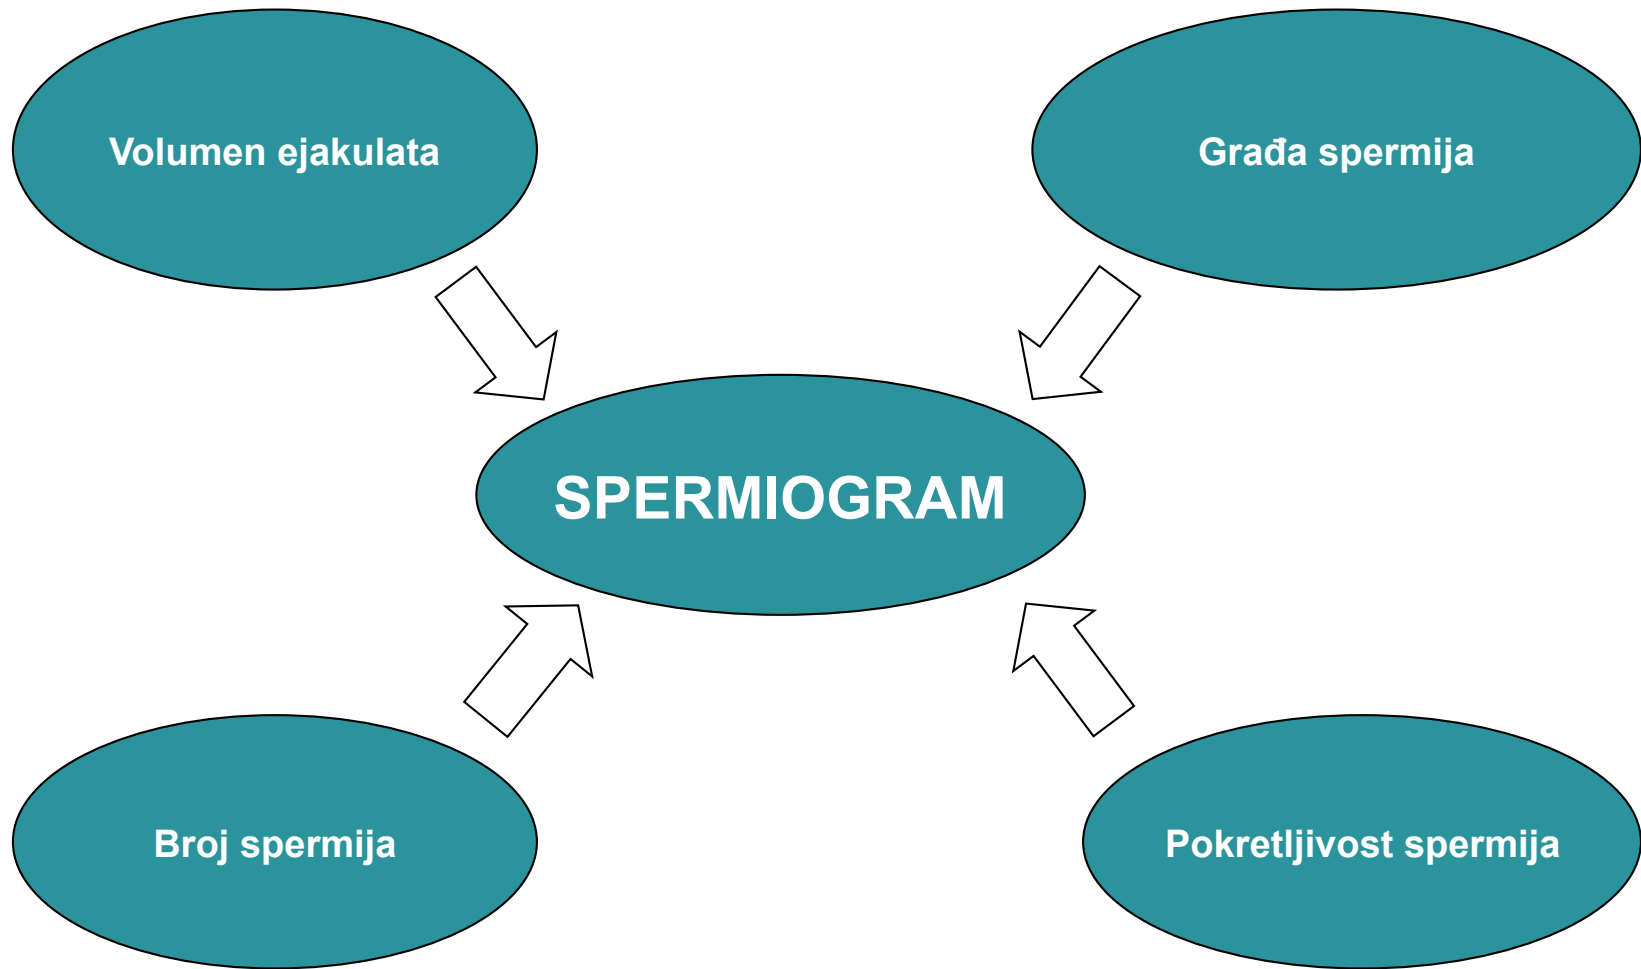 Volumen ejakulata
Građa spermija
SPERMIOGRAM
Broj spermija
Pokretljivost spermija